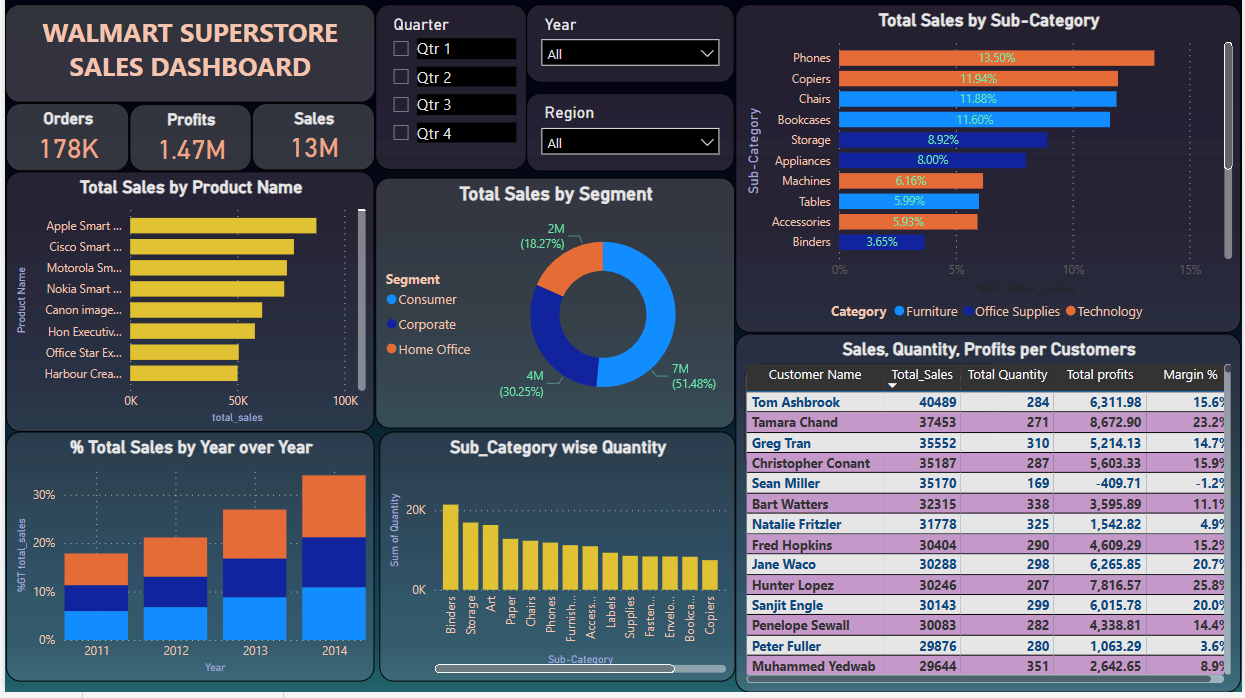 WALMART SUPERSTORE
SALES DASHBOARD
Orders
178K
Profits
1.47M
Sales
13M
Quarter
Qtr 1
Qtr 2
Qtr 3
Qtr 4
Year
All
Region
All
Total Sales by Sub-Category
Sub-Category
Phones 13.50%
Copiers 11.94%
Chairs 11.88%
Bookcases 11.60%
Storage 8.92%
Appliances 8.00%
Machines 6.16%
Tables 5.99%
Accessories 5.93%
Binders 3.65%
0% 5% 10% 15%
%GT total_sales
Category Furniture Office Supplies Technology
Total Sales by Product Name
Product Name
Apple Smart ...
Cisco Smart ...
Motorola Sm...
Nokia Smart ...
Canon image...
Hon Executiv...
Office Star Ex...
Harbour Crea...
0K 50K 100K
total_sales
Total Sales by Segment
Segment
Consumer
Corporate
Home Office
2M
(18.27%)
4M
(30.25%)
7M
(51.48%)
% Total Sales by Year over Year
%GT total_sales
30%
20%
10%
0%
2011 2012 2013 2014
Year
Sub_Category wise Quantity
Sum of Quantity
20K
0K
Binders
Storage
Art
Paper
Chairs
Phones
Furnish...
Access...
Labels
Supplies
Fasten...
Envelo...
Bookca...
Copiers
Sub-Category
Sales, Quantity, Profits per Customers
Customer Name Total_Sales Total Quantity Total profits Margin %
Tom Ashbrook 40489 284 6,311.98 15.6%
Tamara Chand 37453 271 8,672.90 23.2%
Greg Tran 35552 310 5,214.13 14.7%
Christopher Conant 35187 287 5,603.33 15.9%
Sean Miller 35170 169 -409.71 -1.2%
Bart Watters 32315 338 3,595.89 11.1%
Natalie Fritzler 31778 325 1,542.82 4.9%
Fred Hopkins 30404 290 4,609.29 15.2%
Jane Waco 30288 298 6,265.85 20.7%
Hunter Lopez 30246 207 7,816.57 25.8%
Sanjit Engle 30143 299 6,015.78 20.0%
Penelope Sewall 30083 282 4,338.81 14.4%
Peter Fuller 29876 280 1,063.29 3.6%
Muhammed Yedwab 29644 351 2,642.65 8.9%